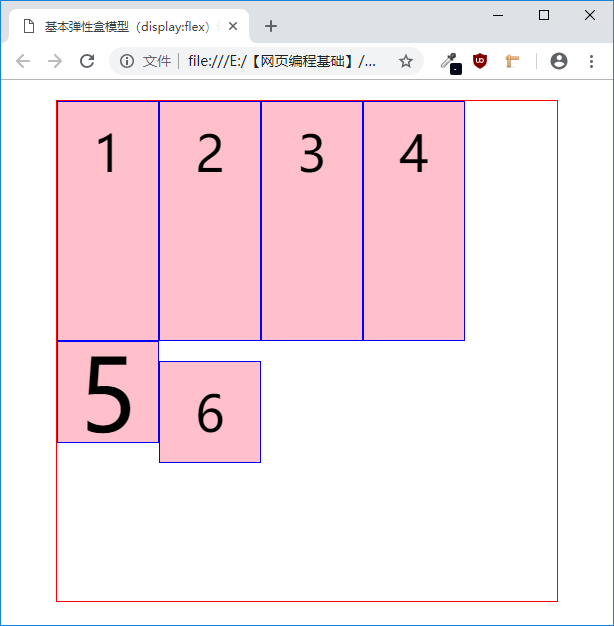 基本弹性盒模型（display:flex）
文件 file:///E:/【网页编程基础】/...
1 2 3 4
5 6